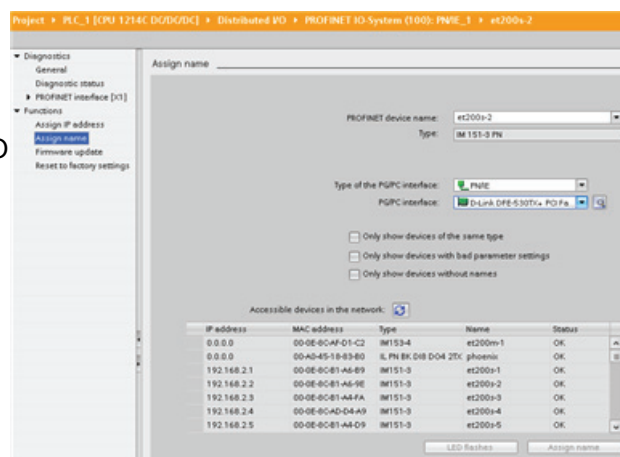 Project ▸ PLC_1 [CPU 1214C DC/DC/DC] ▸ Distributed I/O ▸ PROFINET IO-System (100): PN/IE_1 ▸ et200s-2
Diagnostics
General
Diagnostic status
PROFINET interface [X1]
Functions
Assign IP address
Assign name
Firmware update
Reset to factory settings
O
Assign name
PROFINET device name: et200s-2
Type: IM 151-3 PN
Type of the PG/PC interface: PN/IE
PG/PC interface: D-Link DFE-530TX+ PCI Fa...
Only show devices of the same type
Only show devices with bad parameter settings
Only show devices without names
Accessible devices in the network:
IP address MAC address Type Name Status
0.0.0.0 00-0E-8C-AF-D1-C2 IM153-4 et200m-1 OK
0.0.0.0 00-A0-45-18-83-B0 IL PN BK DI8 DO4 2TX phoenix OK
192.168.2.1 00-0E-8C-81-A6-B9 IM151-3 et200s-1 OK
192.168.2.2 00-0E-8C-81-A6-9E IM151-3 et200s-2 OK
192.168.2.3 00-0E-8C-81-A4-FA IM151-3 et200s-3 OK
192.168.2.4 00-0E-8C-AD-D4-A9 IM151-3 et200s-4 OK
192.168.2.5 00-0E-8C-81-A4-D9 IM151-3 et200s-5 OK
LED flashes Assign name